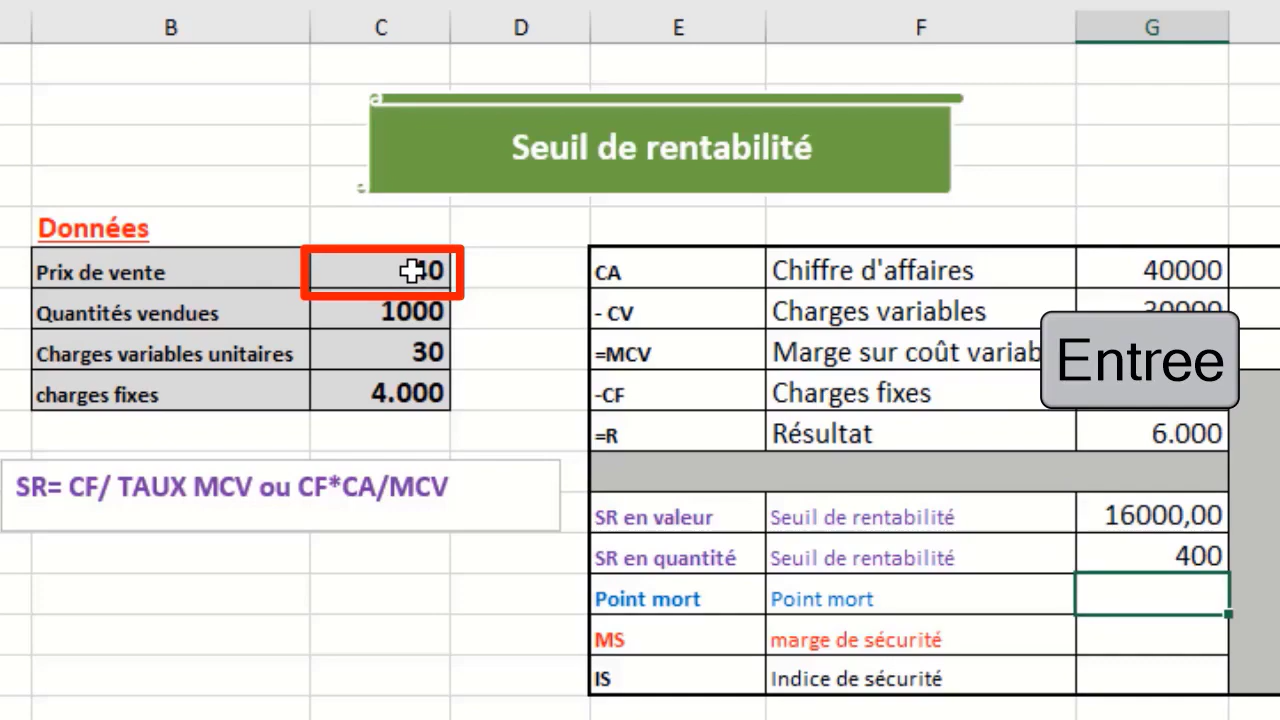 B C D E F G
Seuil de rentabilité
Données
Prix de vente
Quantités vendues 1000
Charges variables unitaires 30
charges fixes 4.000
SR= CF/ TAUX MCV ou CF*CA/MCV
CA Chiffre d'affaires 40000
- CV Charges variables
=MCV Marge sur coût variab
-CF Charges fixes
=R Résultat 6.000
SR en valeur Seuil de rentabilité 16000,00
SR en quantité Seuil de rentabilité 400
Point mort Point mort
MS marge de sécurité
IS Indice de sécurité
Entree